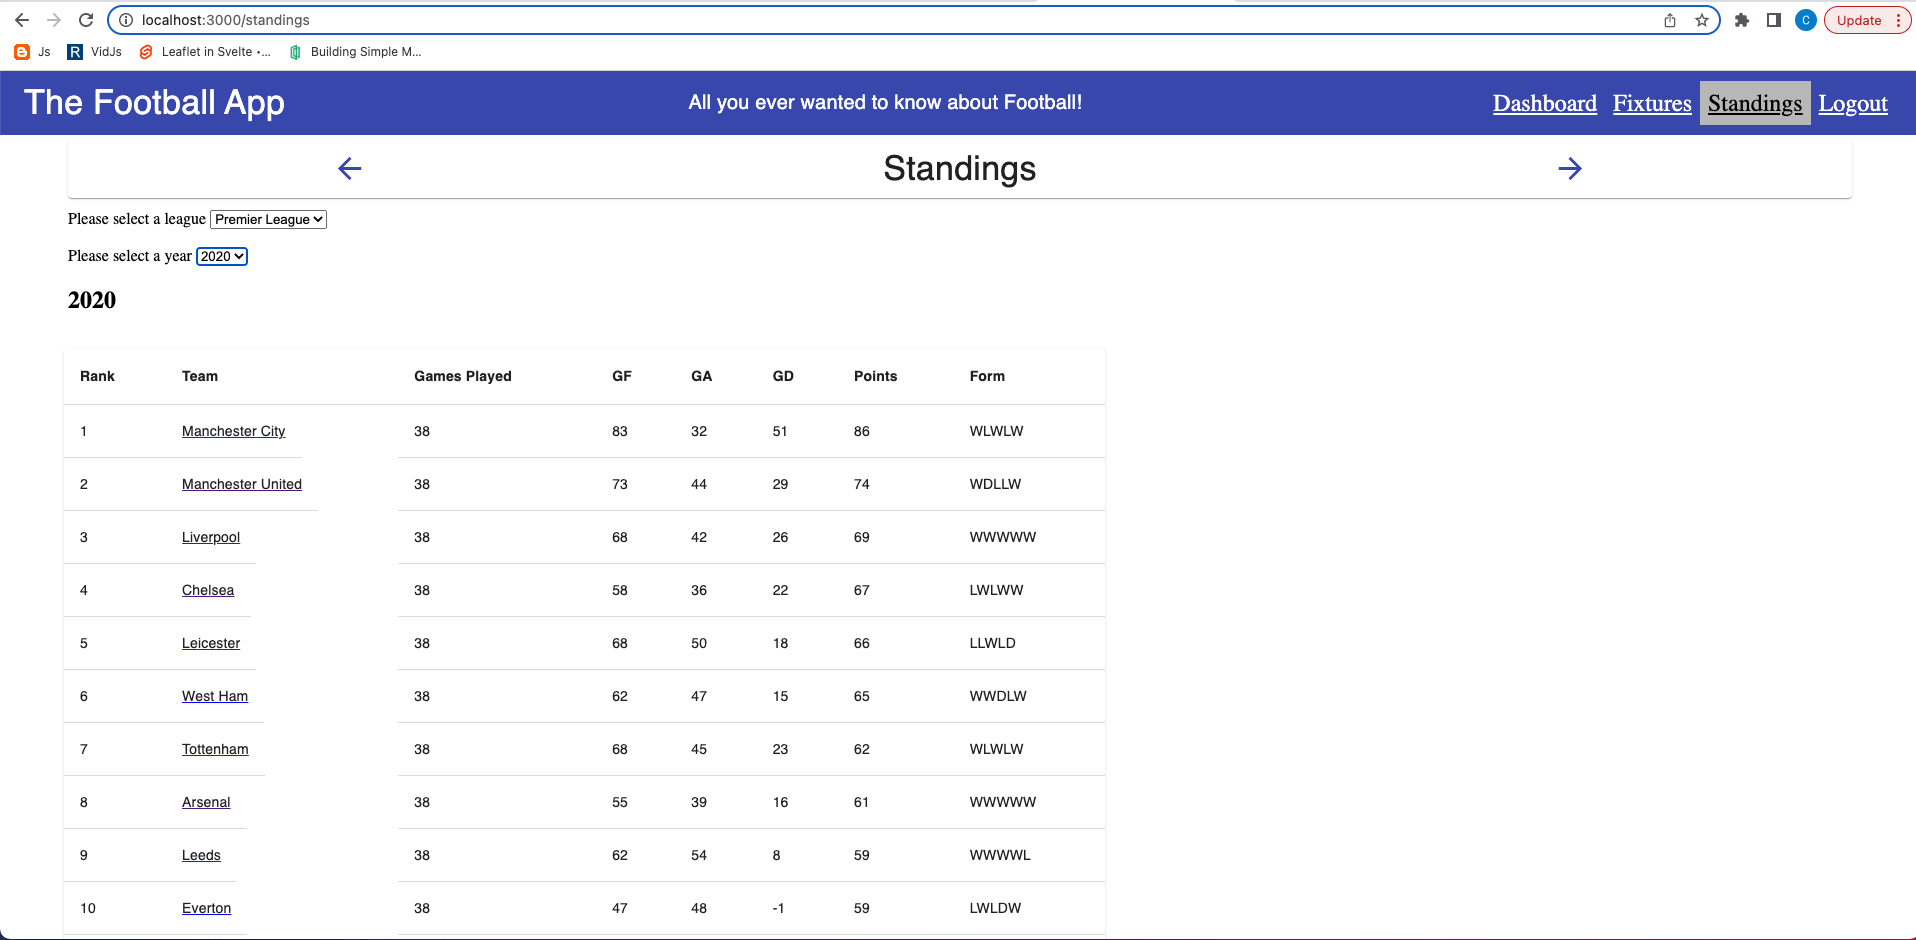 localhost:3000/standings
C
Update
Js
R VidJs
Leaflet in Svelte •...
Building Simple M...
The Football App
All you ever wanted to know about Football!
Dashboard Fixtures Standings Logout
Standings
Please select a league Premier League
Please select a year 2020
2020
Rank Team Games Played GF GA GD Points Form
1 Manchester City 38 83 32 51 86 WLWLW
2 Manchester United 38 73 44 29 74 WDLLW
3 Liverpool 38 68 42 26 69 WWWWW
4 Chelsea 38 58 36 22 67 LWLWW
5 Leicester 38 68 50 18 66 LLWLD
6 West Ham 38 62 47 15 65 WWDLW
7 Tottenham 38 68 45 23 62 WLWLW
8 Arsenal 38 55 39 16 61 WWWWW
9 Leeds 38 62 54 8 59 WWWWL
10 Everton 38 47 48 -1 59 LWLDW